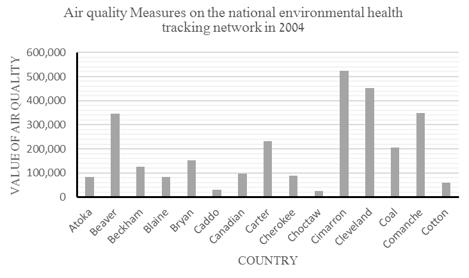 Air quality Measures on the national environmental health
tracking network in 2004
VALUE OF AIR QUALITY
600,000
500,000
400,000
300,000
200,000
100,000
0
Atoka
Beaver
Beckham
Blaine
Bryan
Caddo
Canadian
Carter
Cherokee
Choctaw
Cimarron
Cleveland
Coal
Comanche
Cotton
COUNTRY